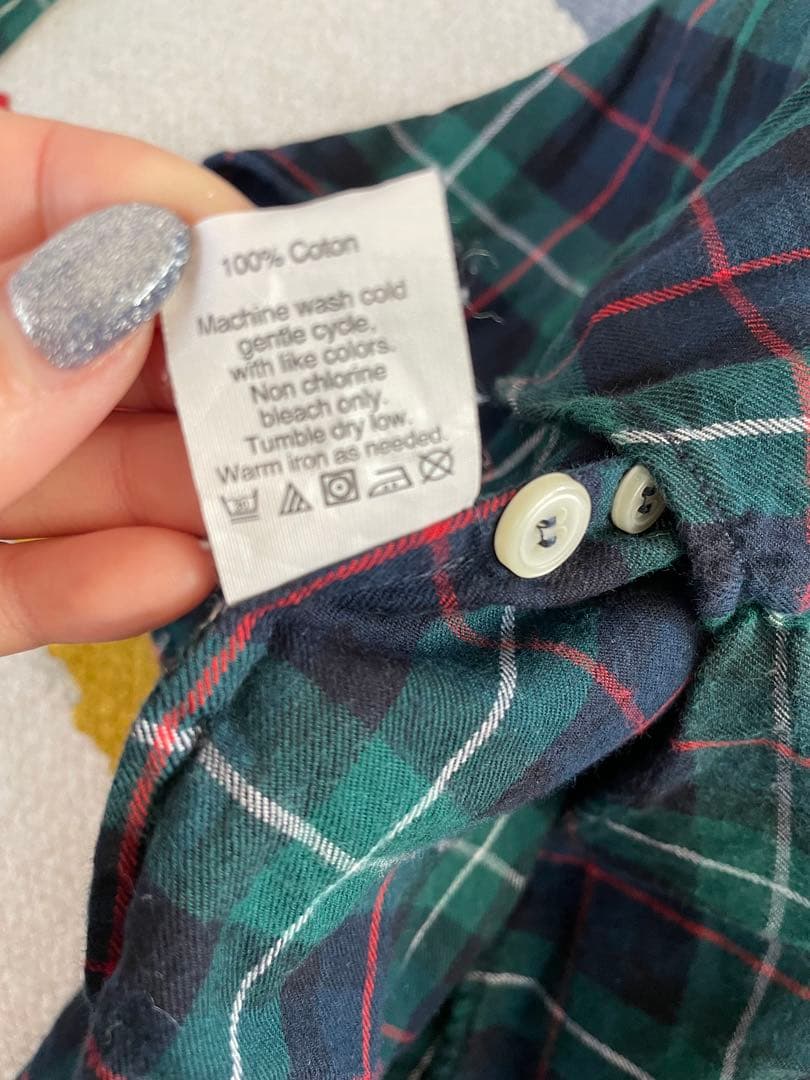 100% Coton
Machine wash cold
gentle cycle,
with like colors.
Non chlorine
bleach only.
Tumble dry low.
Warm iron as needed.